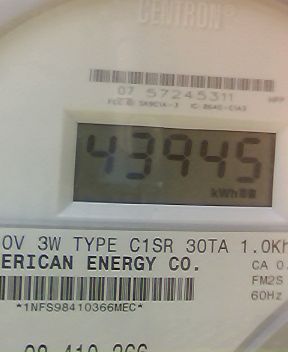 CENTRON®
07 57245311
43945
kWh
0V 3W TYPE C1SR 30TA 1.0Kh
ERICAN ENERGY CO.
CA 0.
*1NFS98410366MEC*
FM2S
60Hz